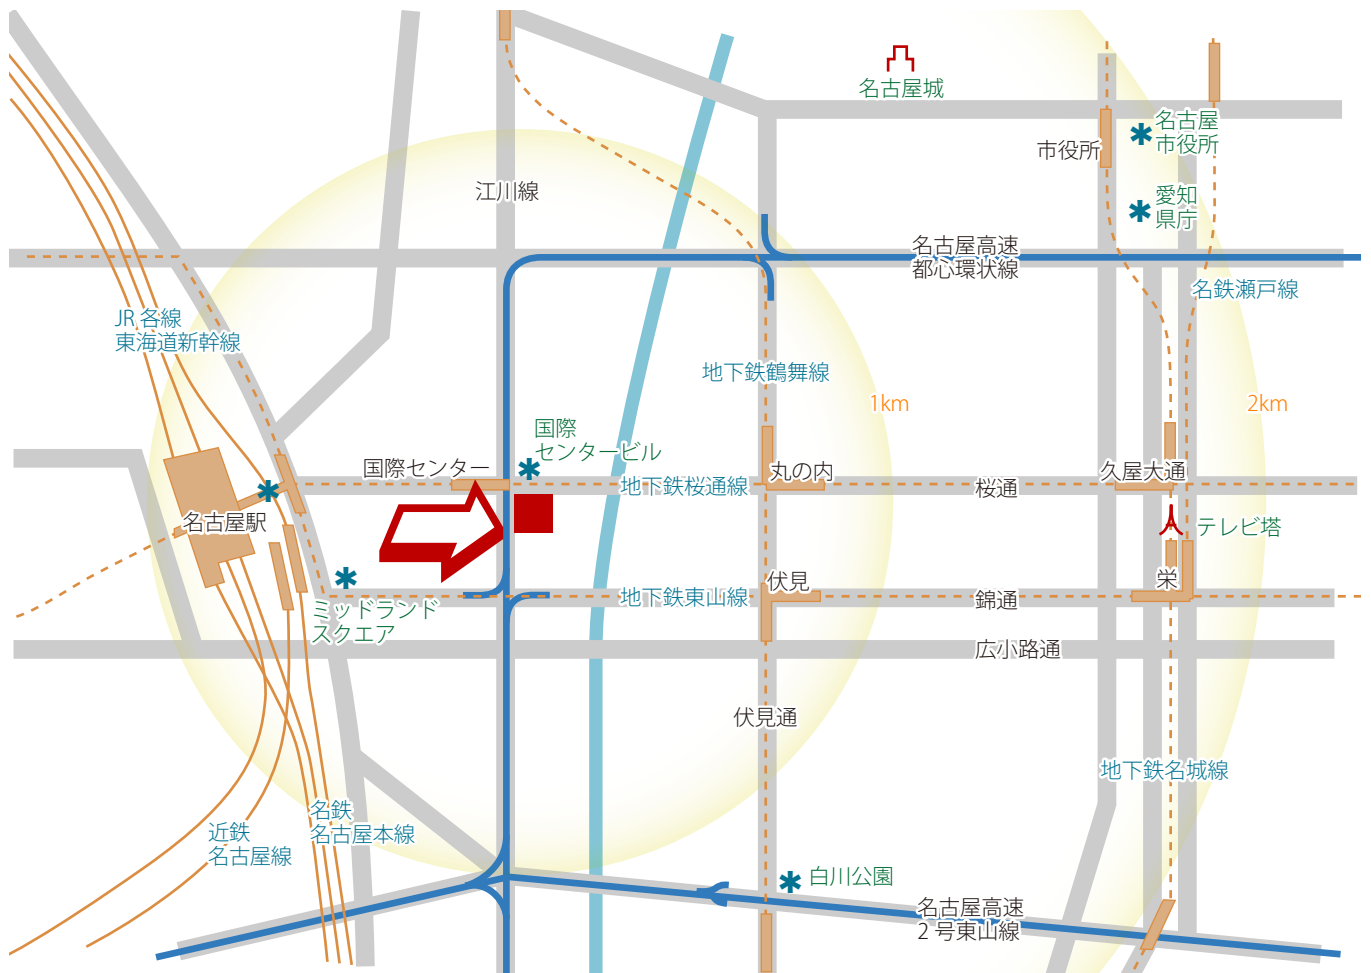 名古屋城
名古屋
市役所
市役所
江川線
愛知
県庁
名古屋高速
都心環状線
名鉄瀬戸線
JR 各線
東海道新幹線
地下鉄鶴舞線
1km
2km
国際
センタービル
国際センター
丸の内
久屋大通
地下鉄桜通線
桜通
名古屋駅
テレビ塔
伏見
栄
ミッドランド
スクエア
地下鉄東山線
錦通
広小路通
伏見通
地下鉄名城線
名鉄
名古屋本線
近鉄
名古屋線
白川公園
名古屋高速
2 号東山線